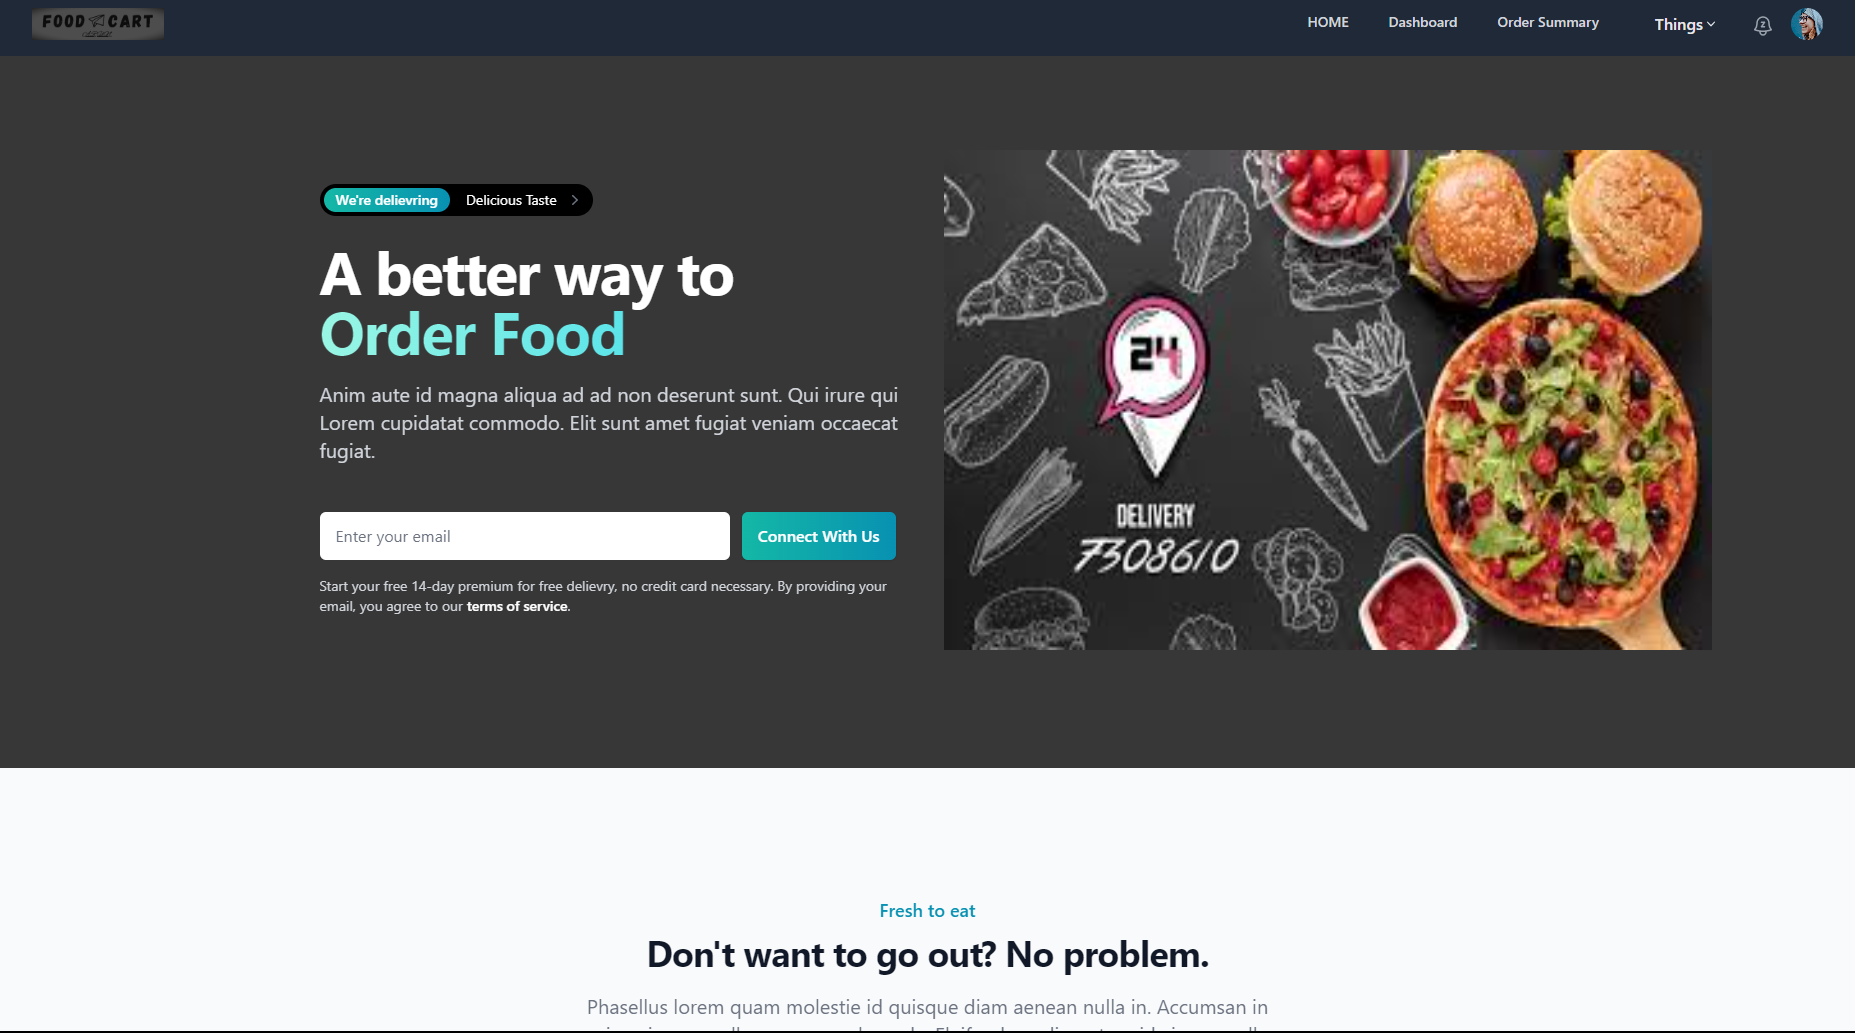 FOOD CART
HOME
Dashboard
Order Summary
Things
We're delievring
Delicious Taste
A better way to
Order Food
Anim aute id magna aliqua ad ad non deserunt sunt. Qui irure qui
Lorem cupidatat commodo. Elit sunt amet fugiat veniam occaecat
fugiat.
Enter your email
Connect With Us
Start your free 14-day premium for free delievry, no credit card necessary. By providing your
email, you agree to our terms of service.
24
DELIVERY
7308610
Fresh to eat
Don't want to go out? No problem.
Phasellus lorem quam molestie id quisque diam aenean nulla in. Accumsan in